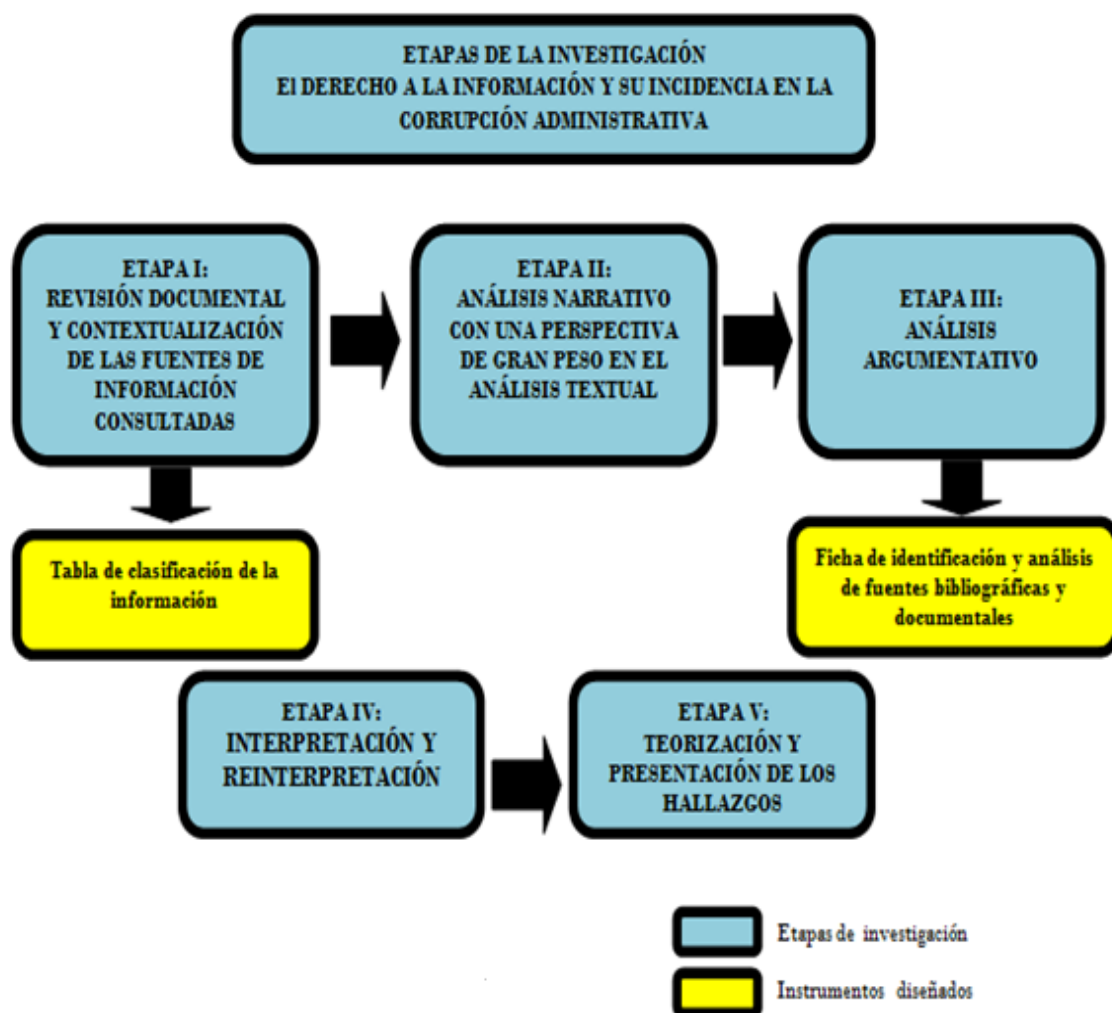 ETAPAS DE LA INVESTIGACIÓN
El DERECHO A LA INFORMACIÓN Y SU INCIDENCIA EN LA
CORRUPCIÓN ADMINISTRATIVA
ETAPA I:
REVISIÓN DOCUMENTAL
Y CONTEXTUALIZACIÓN
DE LAS FUENTES DE
INFORMACIÓN
CONSULTADAS
ETAPA II:
ANÁLISIS NARRATIVO
CON UNA PERSPECTIVA
DE GRAN PESO EN EL
ANÁLISIS TEXTUAL
ETAPA III:
ANÁLISIS
ARGUMENTATIVO
Tabla de clasificación de la
información
Ficha de identificación y análisis
de fuentes bibliográficas y
documentales
ETAPA IV:
INTERPRETACIÓN Y
REINTERPRETACIÓN
ETAPA V:
TEORIZACIÓN Y
PRESENTACIÓN DE LOS
HALLAZGOS
Etapas de investigación
Instrumentos diseñados